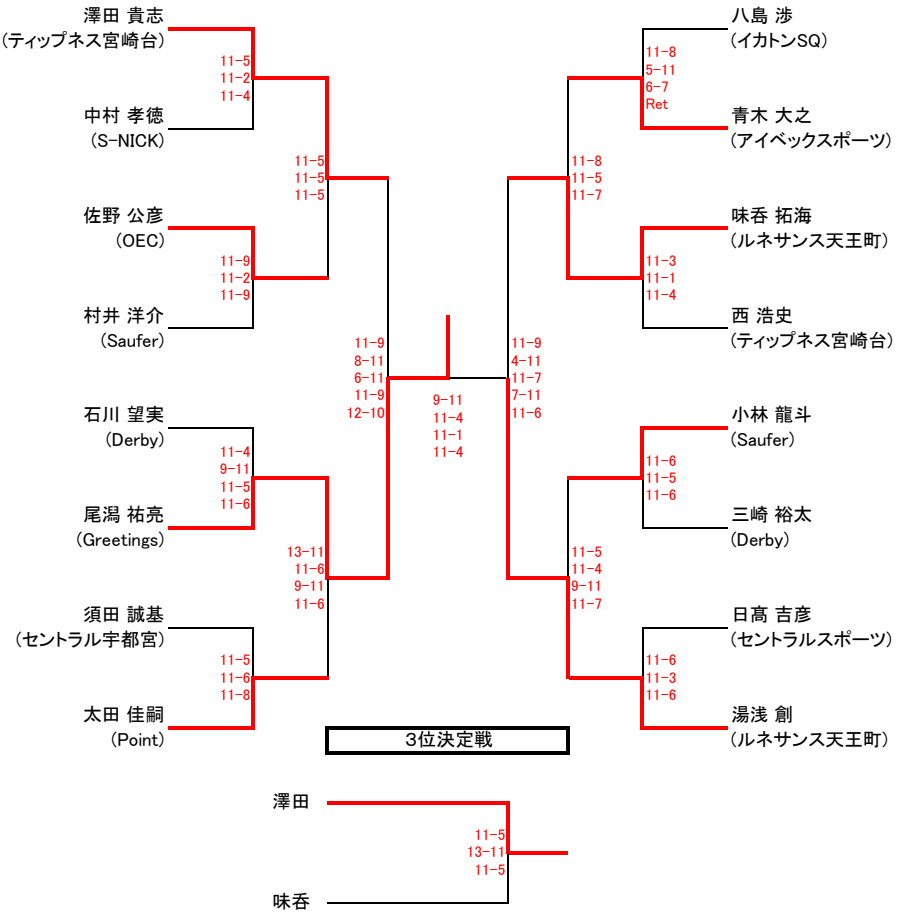 澤田 貴志
(ティップネス宮崎台)
11-5
11-2
11-4
中村 孝徳
(S-NICK)
11-5
11-5
11-5
佐野 公彦
(OEC)
11-9
11-2
11-9
村井 洋介
(Saufer)
11-9
8-11
6-11
11-9
12-10
石川 望実
(Derby)
11-4
9-11
11-5
11-6
尾潟 祐亮
(Greetings)
13-11
11-6
9-11
11-6
須田 誠基
(セントラル宇都宮)
11-5
11-6
11-8
太田 佳嗣
(Point)
9-11
11-4
11-1
11-4
八島 渉
(イカトンSQ)
11-8
5-11
6-7
Ret
青木 大之
(アイベックスポーツ)
11-8
11-5
11-7
味呑 拓海
(ルネサンス天王町)
11-3
11-1
11-4
西 浩史
(ティップネス宮崎台)
11-9
4-11
11-7
7-11
11-6
小林 龍斗
(Saufer)
11-6
11-5
11-6
三崎 裕太
(Derby)
11-5
11-4
9-11
11-7
日髙 吉彦
(セントラルスポーツ)
11-6
11-3
11-6
湯浅 創
(ルネサンス天王町)
3位決定戦
澤田
11-5
13-11
11-5
味呑